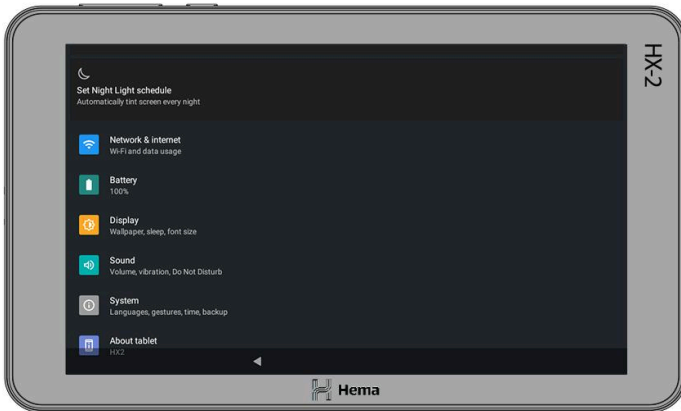 HX-2
Set Night Light schedule
Automatically tint screen every night
Network & internet
Wi-Fi and data usage
Battery
100%
Display
Wallpaper, sleep, font size
Sound
Volume, vibration, Do Not Disturb
System
Languages, gestures, time, backup
About tablet
HX2
Hema